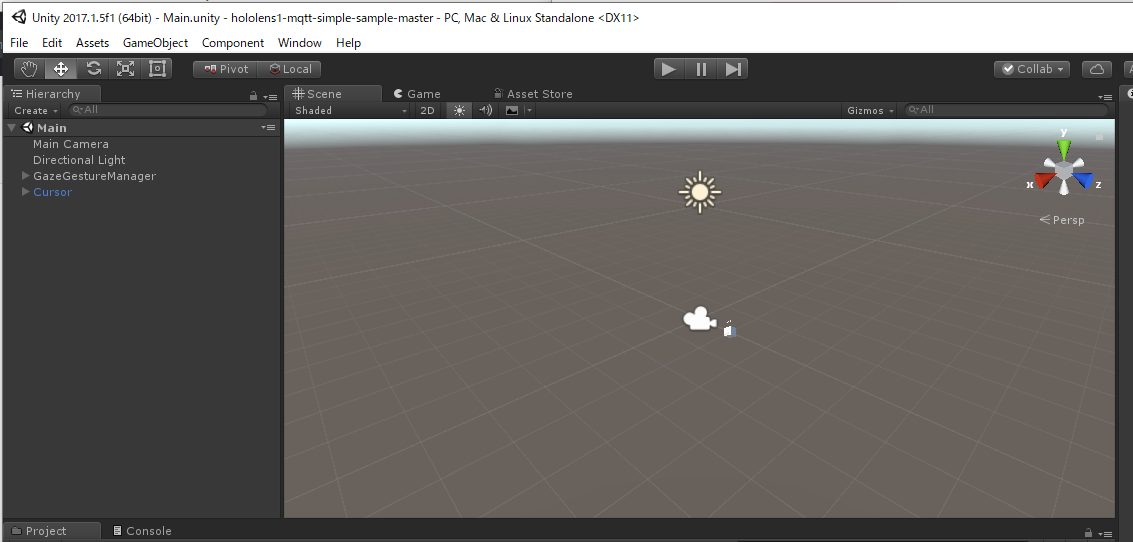 Unity 2017.1.5f1 (64bit) - Main.unity - hololens1-mqtt-simple-sample-master - PC, Mac & Linux Standalone <DX11>
File Edit Assets GameObject Component Window Help
Pivot Local Collab
Hierarchy
Create All
Main
Main Camera
Directional Light
GazeGestureManager
Cursor
Scene Game Asset Store
Shaded 2D Gizmos All
y
x z
Persp
Project Console